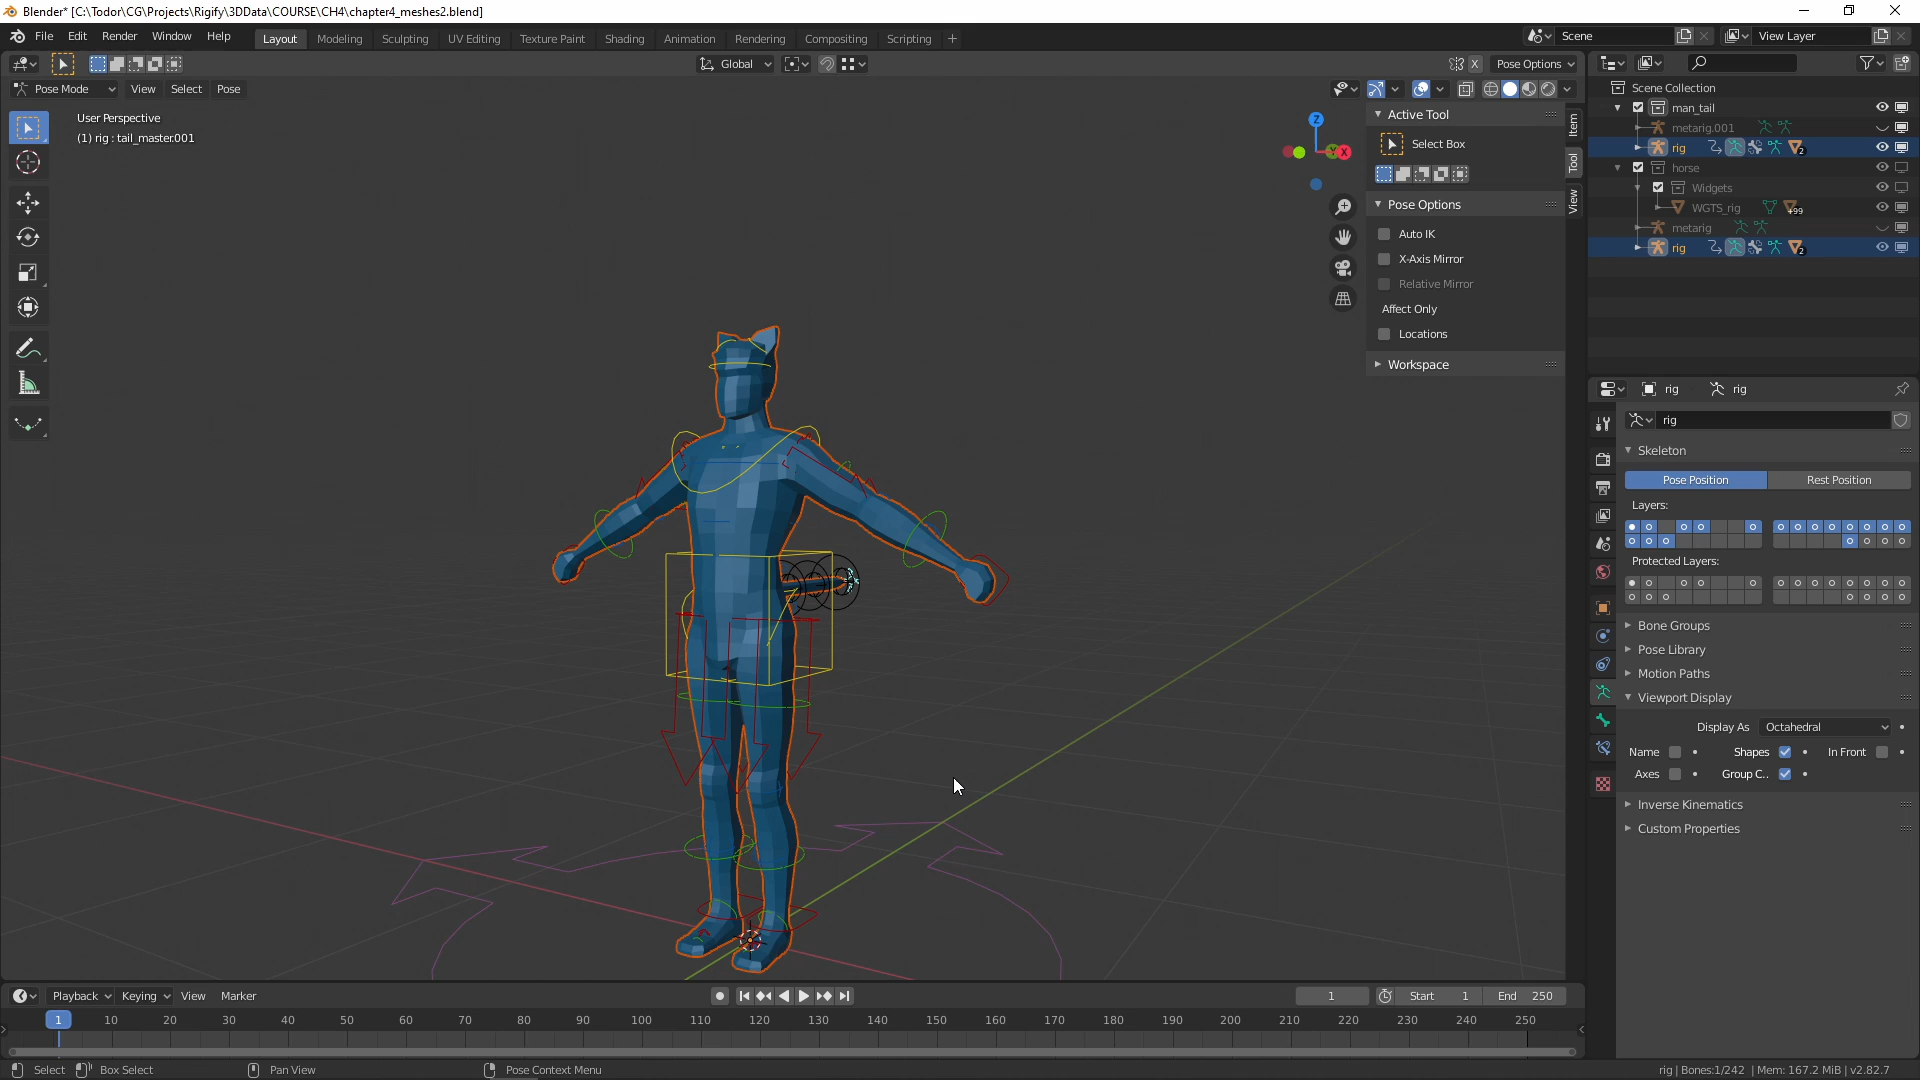 Blender* [C:\Todor\CG\Projects\Rigify\3DData\COURSE\CH4\chapter4_meshes2.blend]
File Edit Render Window Help Layout Modeling Sculpting UV Editing Texture Paint Shading Animation Rendering Compositing Scripting + Scene View Layer
Global X Pose Options
Pose Mode View Select Pose
User Perspective
(1) rig : tail_master.001
Z
Y
X
Active Tool
Select Box
Pose Options
Auto IK
X-Axis Mirror
Relative Mirror
Affect Only
Locations
Workspace
Item
Tool
View
Scene Collection
man_tail
metarig.001
rig 2
horse
Widgets
WGTS_rig +99
metarig
rig 2
rig rig
rig
Skeleton
Pose Position Rest Position
Layers:
Protected Layers:
Bone Groups
Pose Library
Motion Paths
Viewport Display
Display As Octahedral
Name Shapes In Front
Axes Group C..
Inverse Kinematics
Custom Properties
Playback Keying View Marker 1 Start 1 End 250
1 10 20 30 40 50 60 70 80 90 100 110 120 130 140 150 160 170 180 190 200 210 220 230 240 250
Select Box Select Pan View Pose Context Menu rig | Bones:1/242 | Mem: 167.2 MiB | v2.82.7